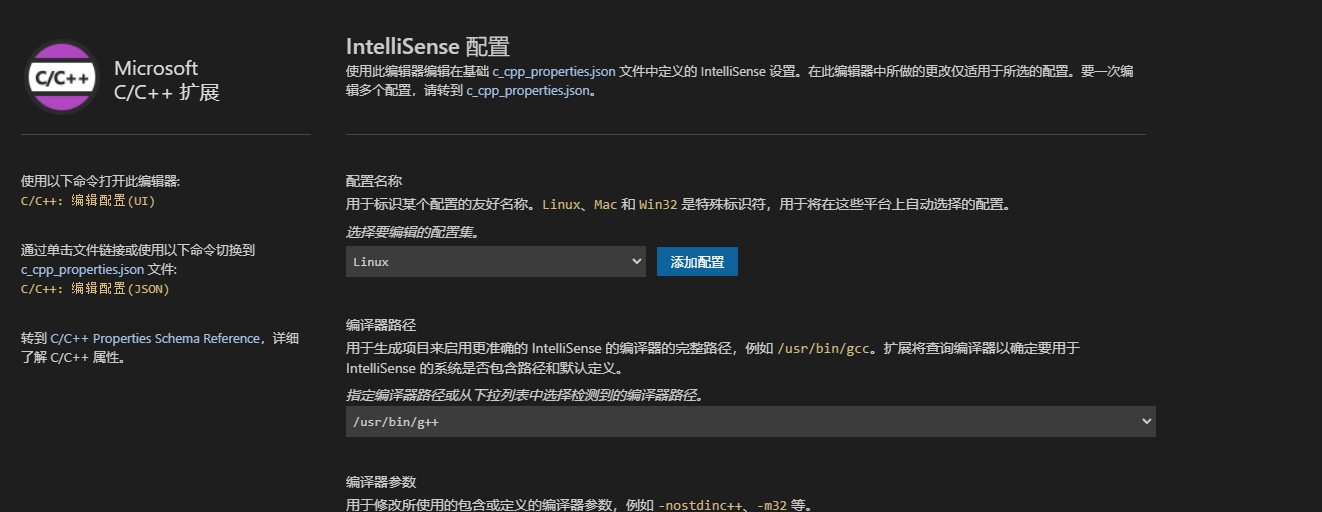 C/C++
Microsoft
C/C++ 扩展
使用以下命令打开此编辑器:
C/C++: 编辑配置(UI)
通过单击文件链接或使用以下命令切换到
c_cpp_properties.json 文件:
C/C++: 编辑配置(JSON)
转到 C/C++ Properties Schema Reference，详细
了解 C/C++ 属性。
IntelliSense 配置
使用此编辑器编辑在基础 c_cpp_properties.json 文件中定义的 IntelliSense 设置。在此编辑器中所做的更改仅适用于所选的配置。要一次编
辑多个配置，请转到 c_cpp_properties.json。
配置名称
用于标识某个配置的友好名称。Linux、Mac 和 Win32 是特殊标识符，用于将在这些平台上自动选择的配置。
选择要编辑的配置集。
Linux
添加配置
编译器路径
用于生成项目来启用更准确的 IntelliSense 的编译器的完整路径，例如 /usr/bin/gcc。扩展将查询编译器以确定要用于
IntelliSense 的系统是否包含路径和默认定义。
指定编译器路径或从下拉列表中选择检测到的编译器路径。
/usr/bin/g++
编译器参数
用于修改所使用的包含或定义的编译器参数，例如 -nostdinc++、-m32 等。